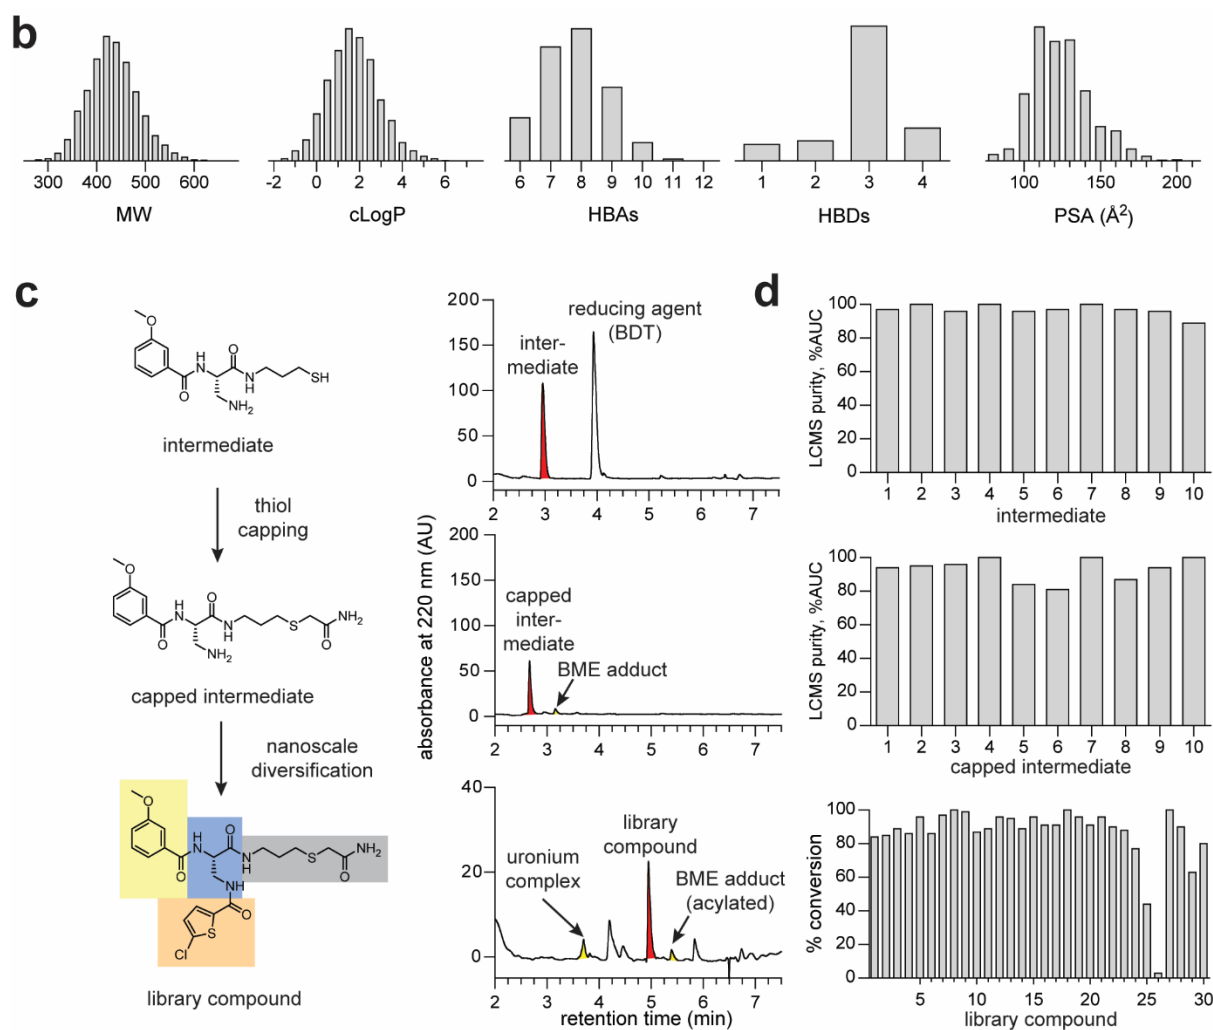 b
300 400 500 600
MW
-2 0 2 4 6
cLogP
6 7 8 9 10 11 12
HBAs
1 2 3 4
HBDs
100 150 200
PSA (Å²)
c
O
H
N
O
O
N
H
SH
NH₂
intermediate
thiol
capping
O
H
N
O
O
N
H
S
O
NH₂
NH₂
capped intermediate
nanoscale
diversification
O
H
N
O
O
N
H
S
O
NH₂
NH
O
S
Cl
library compound
absorbance at 220 nm (AU)
200
150
100
50
0
inter-
mediate
reducing agent
(BDT)
2 3 4 5 6 7
200
150
100
50
0
capped
inter-
mediate
BME adduct
2 3 4 5 6 7
40
20
0
uronium
complex
library
compound
BME adduct
(acylated)
2 3 4 5 6 7
retention time (min)
d
LCMS purity, %AUC
100
80
60
40
20
0
1 2 3 4 5 6 7 8 9 10
intermediate
LCMS purity, %AUC
100
80
60
40
20
0
1 2 3 4 5 6 7 8 9 10
capped intermediate
% conversion
100
80
60
40
20
0
5 10 15 20 25 30
library compound